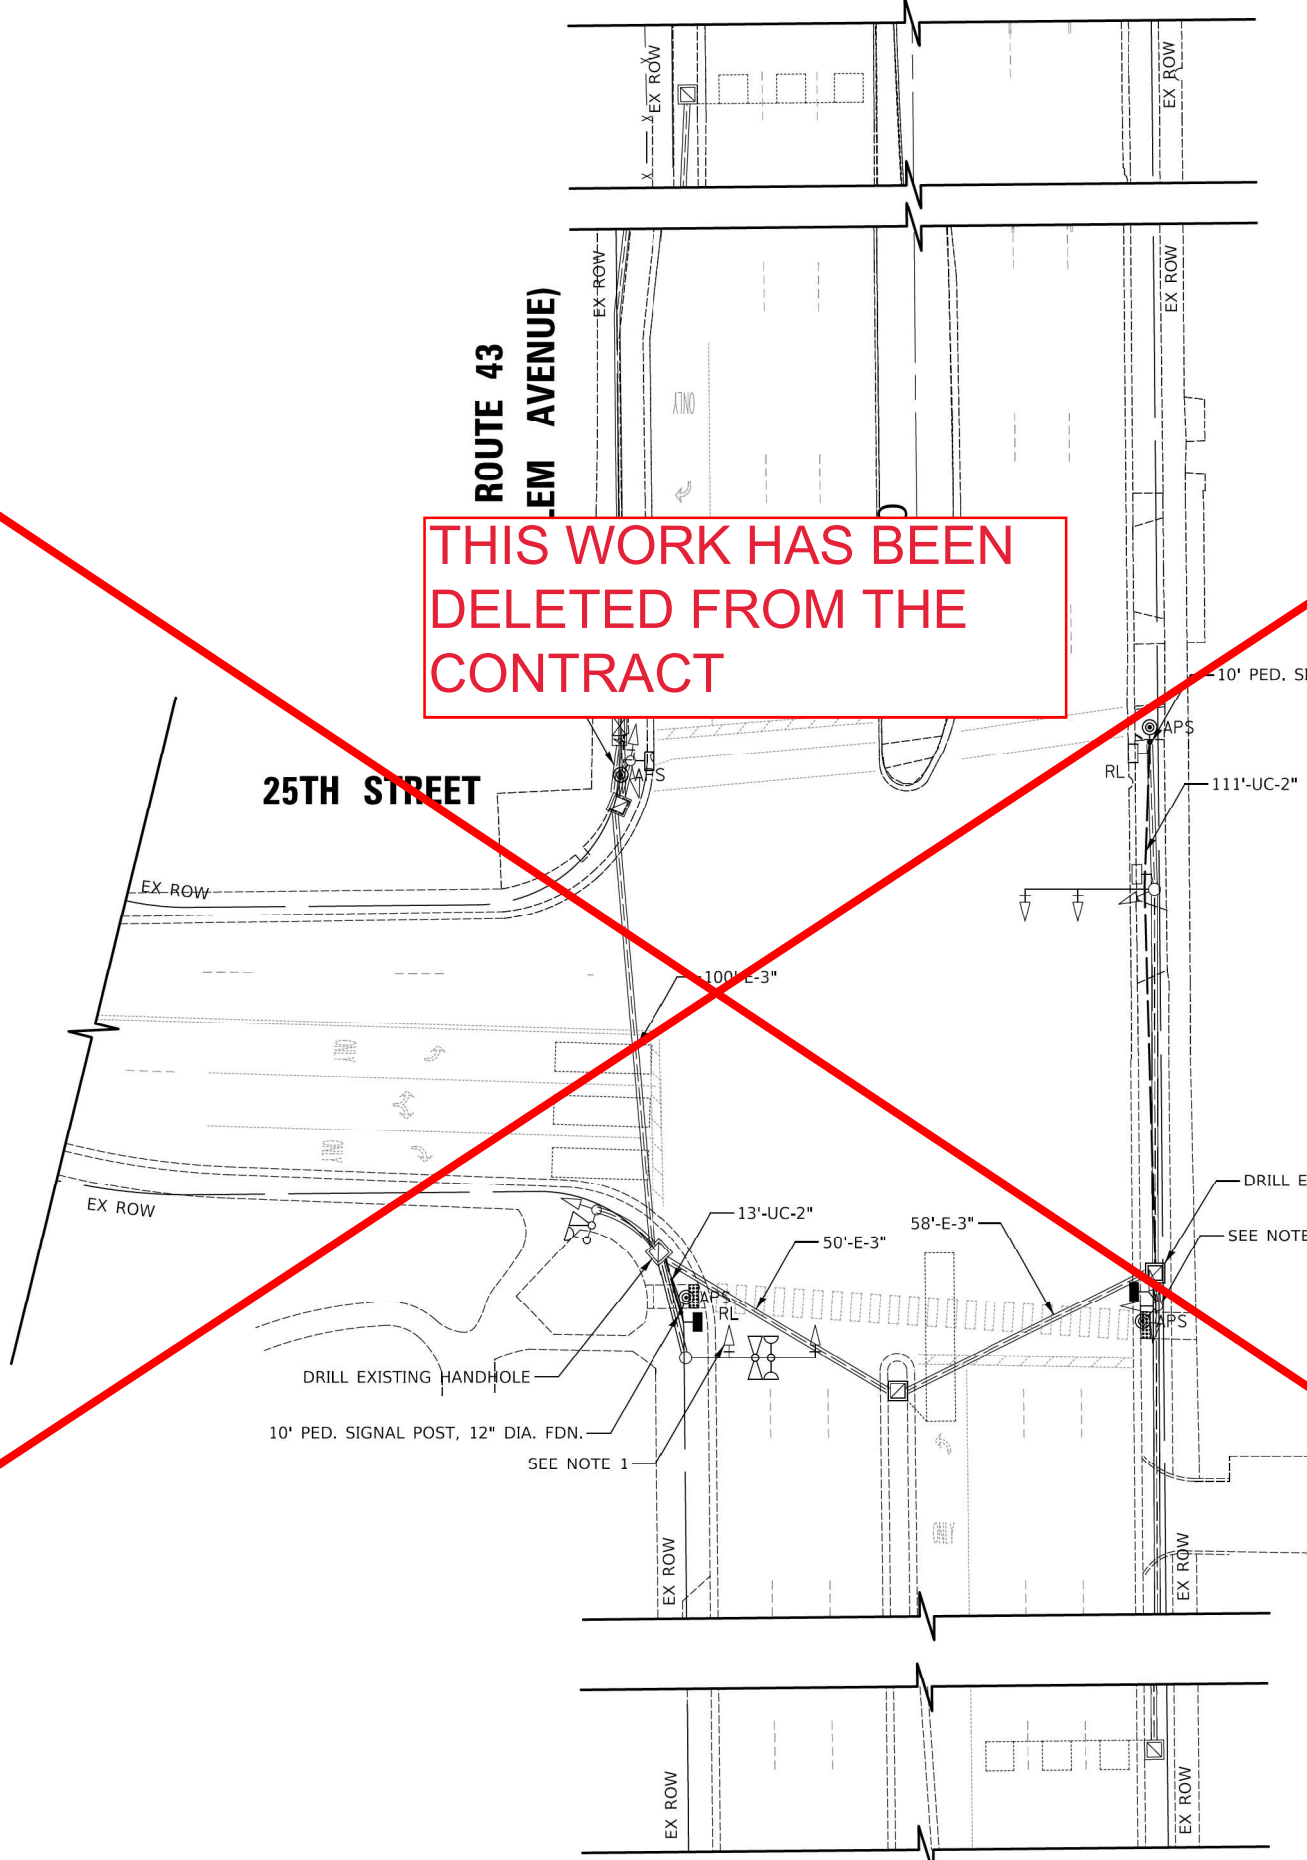 EX ROW
EX ROW
X
X
X
EX ROW
EX ROW
ROUTE 43
LEM AVENUE)
ONLY
THIS WORK HAS BEEN
DELETED FROM THE
CONTRACT
10' PED.
APS
APS
RL
111'-UC-2"
25TH STREET
EX ROW
100'-E-3"
ONLY
ONLY
EX ROW
DRILL E
SEE NOTE
13'-UC-2"
50'-E-3"
58'-E-3"
APS
RL
APS
DRILL EXISTING HANDHOLE
10' PED. SIGNAL POST, 12" DIA. FDN.
SEE NOTE 1
ONLY
EX ROW
EX ROW
EX ROW
EX ROW